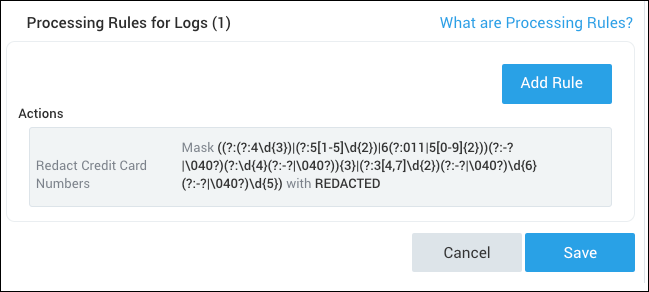 Processing Rules for Logs (1)
What are Processing Rules?
Add Rule
Actions
Redact Credit Card
Numbers
Mask ((?:(?:4\d{3})|(?:5[1-5]\d{2})|6(?:011|5[0-9]{2}))(?:-?
|\040?)(?:\d{4}(?:-?|\040?)){3}|(?:3[4,7]\d{2})(?:-?|\040?)\d{6}
(?:-?|\040?)\d{5}) with REDACTED
Cancel
Save